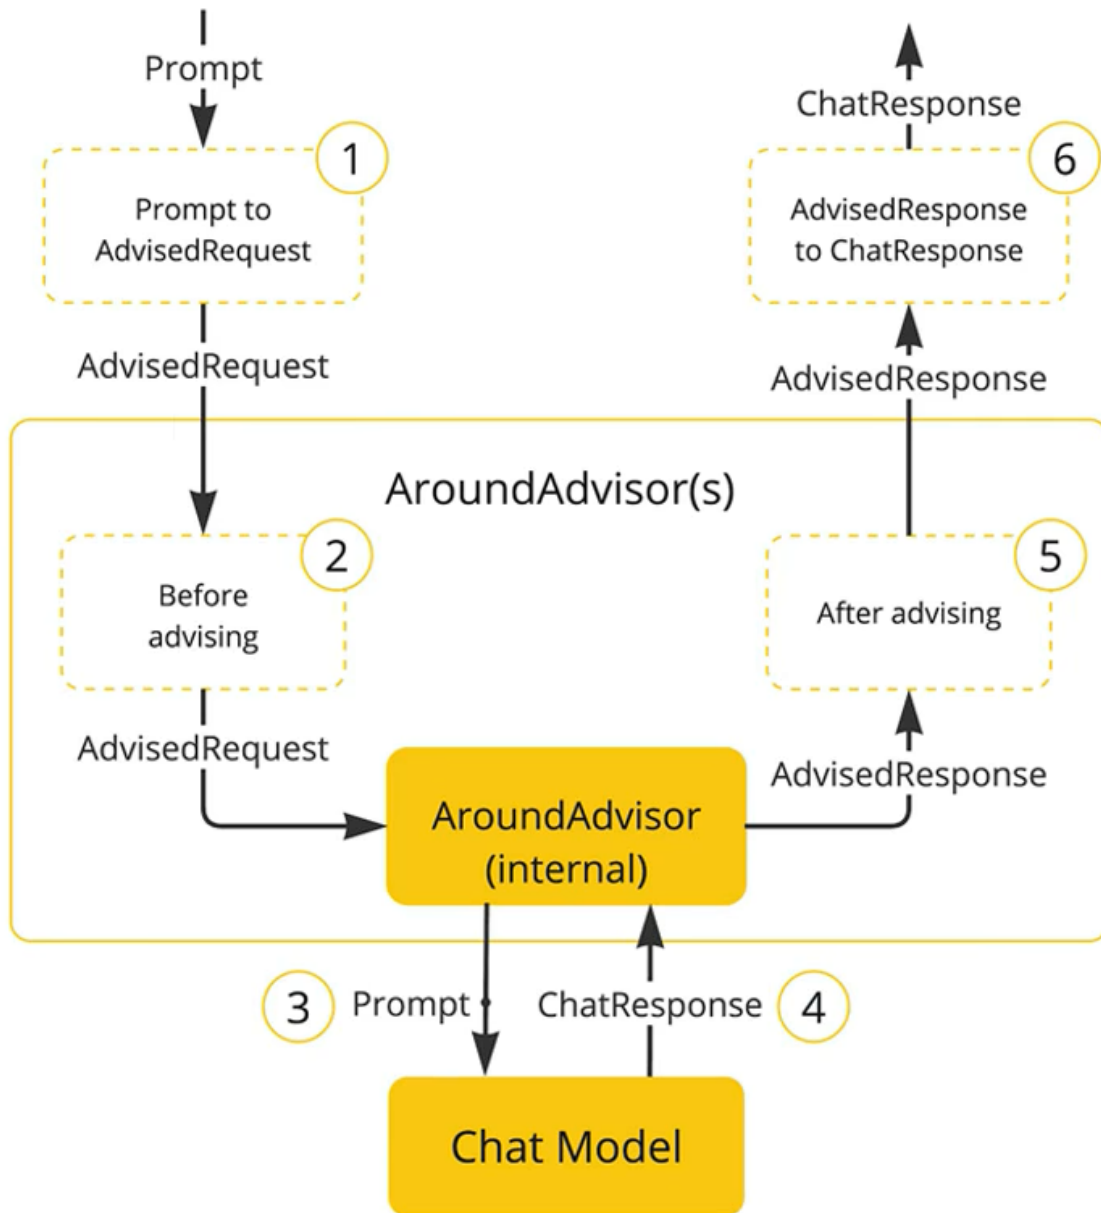 Prompt
ChatResponse
1
6
Prompt to
AdvisedRequest
AdvisedResponse
to ChatResponse
AdvisedRequest
AdvisedResponse
AroundAdvisor(s)
2
5
Before
advising
After advising
AdvisedRequest
AdvisedResponse
AroundAdvisor
(internal)
3
Prompt
ChatResponse
4
Chat Model